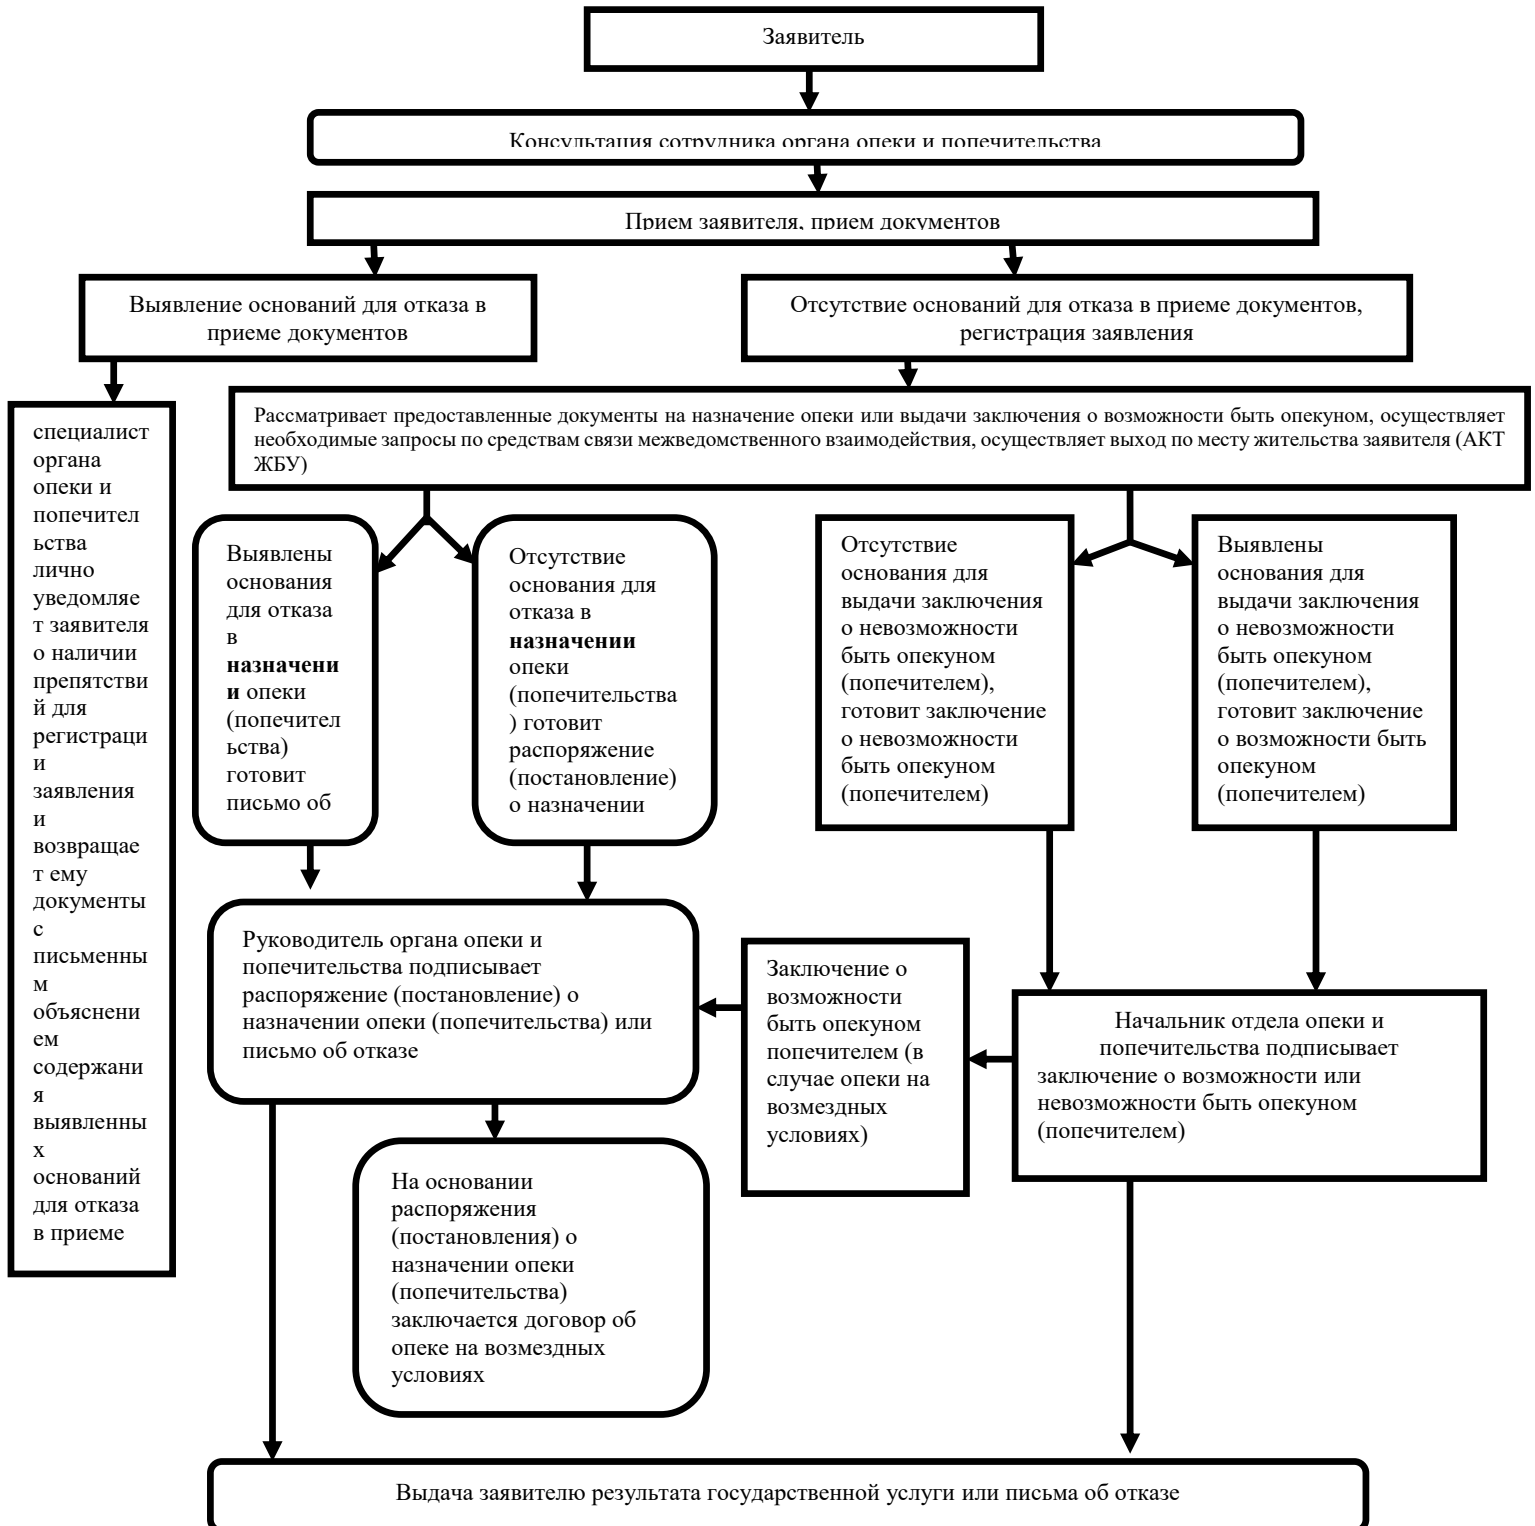 Заявитель
Консультация сотрудника органа опеки и попечительства
Прием заявителя, прием документов
Выявление оснований для отказа в
приеме документов
Отсутствие оснований для отказа в приеме документов,
регистрация заявления
специалист
органа
опеки и
попечител
ьства
лично
уведомляе
т заявителя
о наличии
препятстви
й для
регистраци
и
заявления
и
возвращае
т ему
документы
с
письменны
м
объяснени
ем
содержани
я
выявленны
х
оснований
для отказа
в приеме
Рассматривает предоставленные документы на назначение опеки или выдачи заключения о возможности быть опекуном, осуществляет
необходимые запросы по средствам связи межведомственного взаимодействия, осуществляет выход по месту жительства заявителя (АКТ
ЖБУ)
Выявлены
основания
для отказа
в
назначени
и опеки
(попечител
ьства)
готовит
письмо об
Отсутствие
основания для
отказа в
назначении
опеки
(попечительства
) готовит
распоряжение
(постановление)
о назначении
Отсутствие
основания для
выдачи заключения
о невозможности
быть опекуном
(попечителем),
готовит заключение
о невозможности
быть опекуном
(попечителем)
Выявлены
основания для
выдачи заключения
о невозможности
быть опекуном
(попечителем),
готовит заключение
о возможности быть
опекуном
(попечителем)
Руководитель органа опеки и
попечительства подписывает
распоряжение (постановление) о
назначении опеки (попечительства) или
письмо об отказе
Заключение о
возможности
быть опекуном
попечителем (в
случае опеки на
возмездных
условиях)
Начальник отдела опеки и
попечительства подписывает
заключение о возможности или
невозможности быть опекуном
(попечителем)
На основании
распоряжения
(постановления) о
назначении опеки
(попечительства)
заключается договор об
опеке на возмездных
условиях
Выдача заявителю результата государственной услуги или письма об отказе